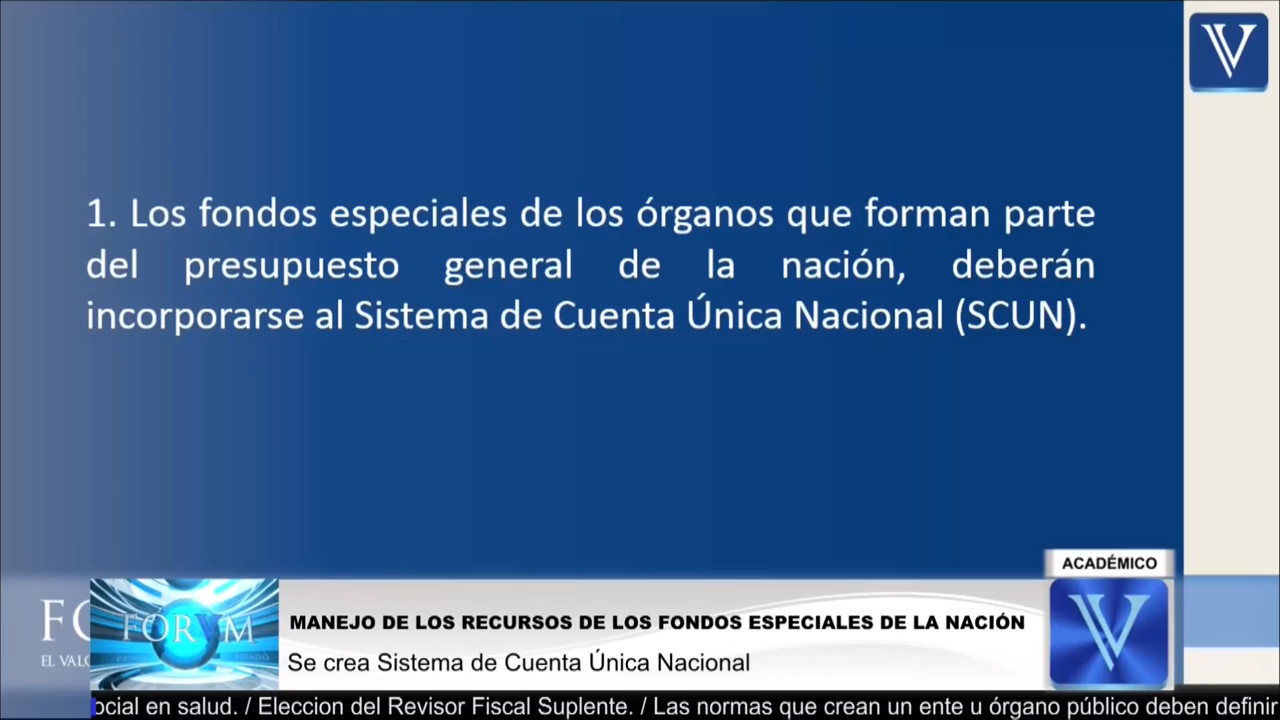 1. Los fondos especiales de los órganos que forman parte
del presupuesto general de la nación, deberán
incorporarse al Sistema de Cuenta Única Nacional (SCUN).
ACADÉMICO
FORVM
MANEJO DE LOS RECURSOS DE LOS FONDOS ESPECIALES DE LA NACIÓN
Se crea Sistema de Cuenta Única Nacional
ocial en salud. / Eleccion del Revisor Fiscal Suplente. / Las normas que crean un ente u órgano público deben definir